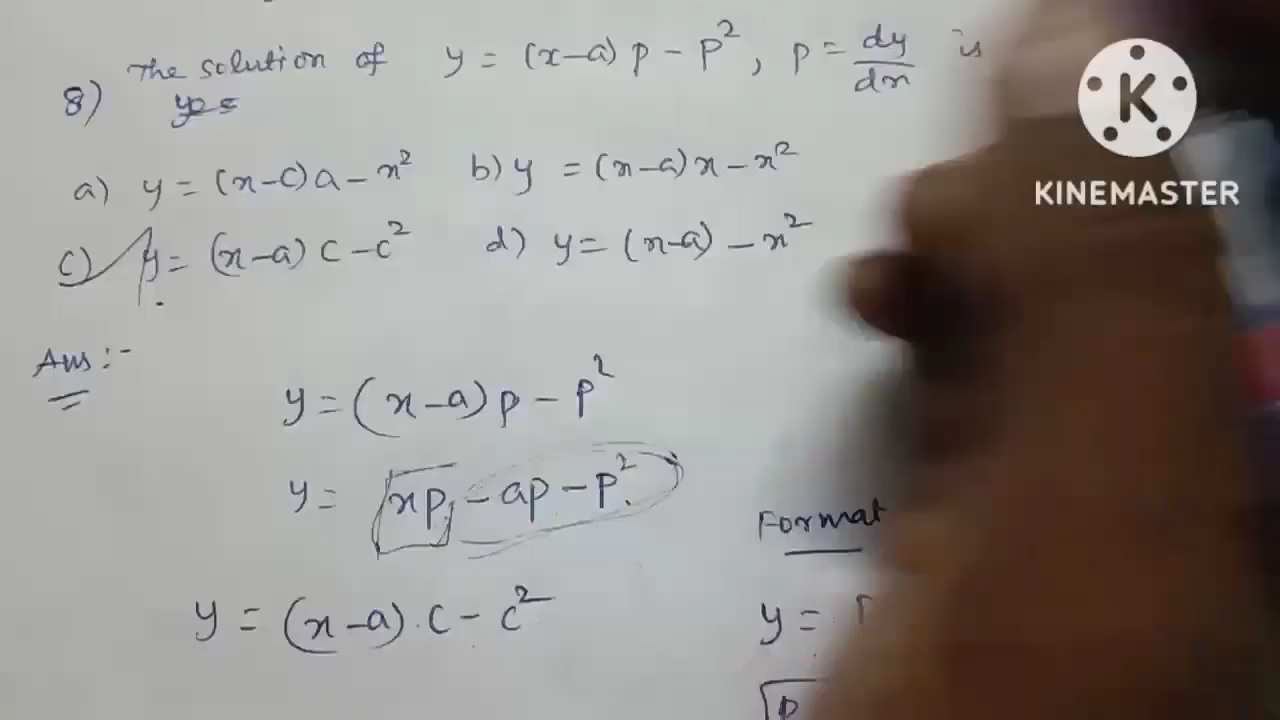 The solution of y = (x-a) p - p², p = dy/dx is
8)
a) y = (x-c)a - x² b) y = (x-a)x - x²
c) y = (x-a) c - c² d) y = (x-a) - x²
Ans :-
y = (x-a) p - p²
y = xp - ap - p²
Format
y = (x-a) . c - c²
y =
KINEMASTER